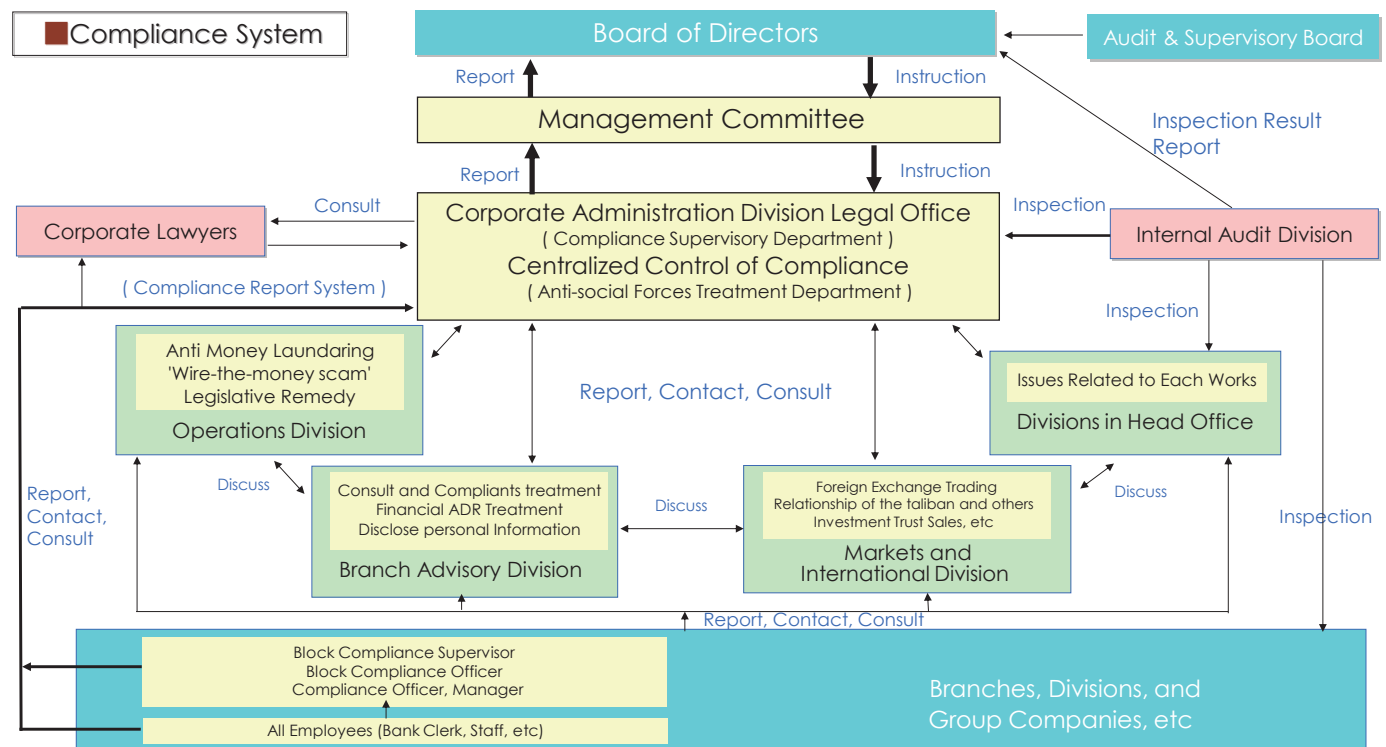 Compliance System
Board of Directors
Audit & Supervisory Board
Report
Instruction
Management Committee
Inspection Result
Report
Report
Instruction
Consult
Corporate Lawyers
Corporate Administration Division Legal Office
( Compliance Supervisory Department )
Centralized Control of Compliance
( Anti-social Forces Treatment Department )
Inspection
Internal Audit Division
( Compliance Report System )
Inspection
Anti Money Laundaring
'Wire-the-money scam'
Legislative Remedy
Operations Division
Report, Contact, Consult
Issues Related to Each Works
Divisions in Head Office
Report,
Contact,
Consult
Discuss
Consult and Compliants treatment
Financial ADR Treatment
Disclose personal Information
Branch Advisory Division
Discuss
Foreign Exchange Trading
Relationship of the taliban and others
Investment Trust Sales, etc
Markets and
International Division
Discuss
Inspection
Report, Contact, Consult
Block Compliance Supervisor
Block Compliance Officer
Compliance Officer, Manager
All Employees (Bank Clerk, Staff, etc)
Branches, Divisions, and
Group Companies, etc